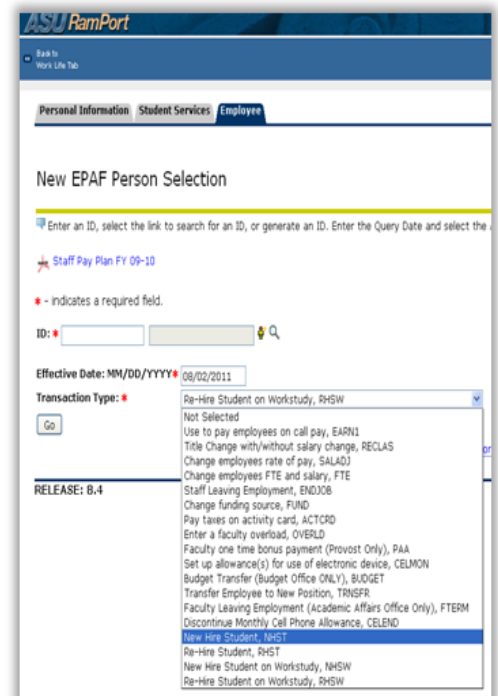 ASU RamPort
Back to
Work Life Tab
Personal Information Student Services Employee
New EPAF Person Selection
Enter an ID, select the link to search for an ID, or generate an ID. Enter the Query Date and select the
Staff Pay Plan FY 09-10
* - indicates a required field.
ID: *
Effective Date: MM/DD/YYYY* 08/02/2011
Transaction Type: * Re-Hire Student on Workstudy, RHSW
Go
Not Selected
Use to pay employees on call pay, EARN1
Title Change with/without salary change, RECLAS
Change employees rate of pay, SALADJ
Change employees FTE and salary, FTE
Staff Leaving Employment, ENDJOB
Change funding source, FUND
Pay taxes on activity card, ACTCRD
Enter a faculty overload, OVERLD
Faculty one time bonus payment (Provost Only), PAA
Set up allowance(s) for use of electronic device, CELMON
Budget Transfer (Budget Office ONLY), BUDGET
Transfer Employee to New Position, TRNSFR
Faculty Leaving Employment (Academic Affairs Office Only), FTERM
Discontinue Monthly Cell Phone Allowance, CELEND
New Hire Student, NHST
Re-Hire Student, RHST
New Hire Student on Workstudy, NHSW
Re-Hire Student on Workstudy, RHSW
RELEASE: 8.4